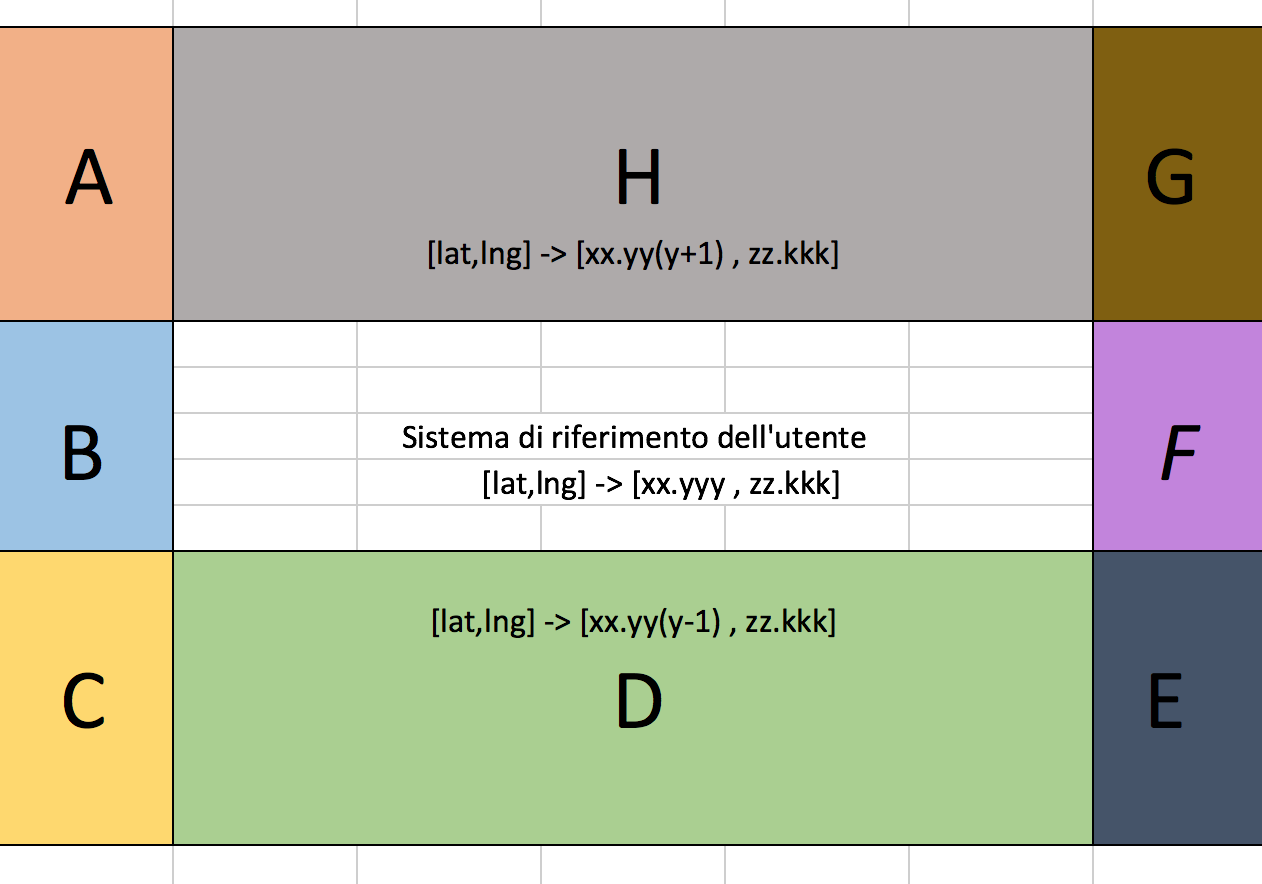 A
H
G
[lat,lng] -> [xx.yy(y+1) , zz.kkk]
B
Sistema di riferimento dell'utente
F
[lat,lng] -> [xx.yyy , zz.kkk]
[lat,lng] -> [xx.yy(y-1) , zz.kkk]
C
D
E